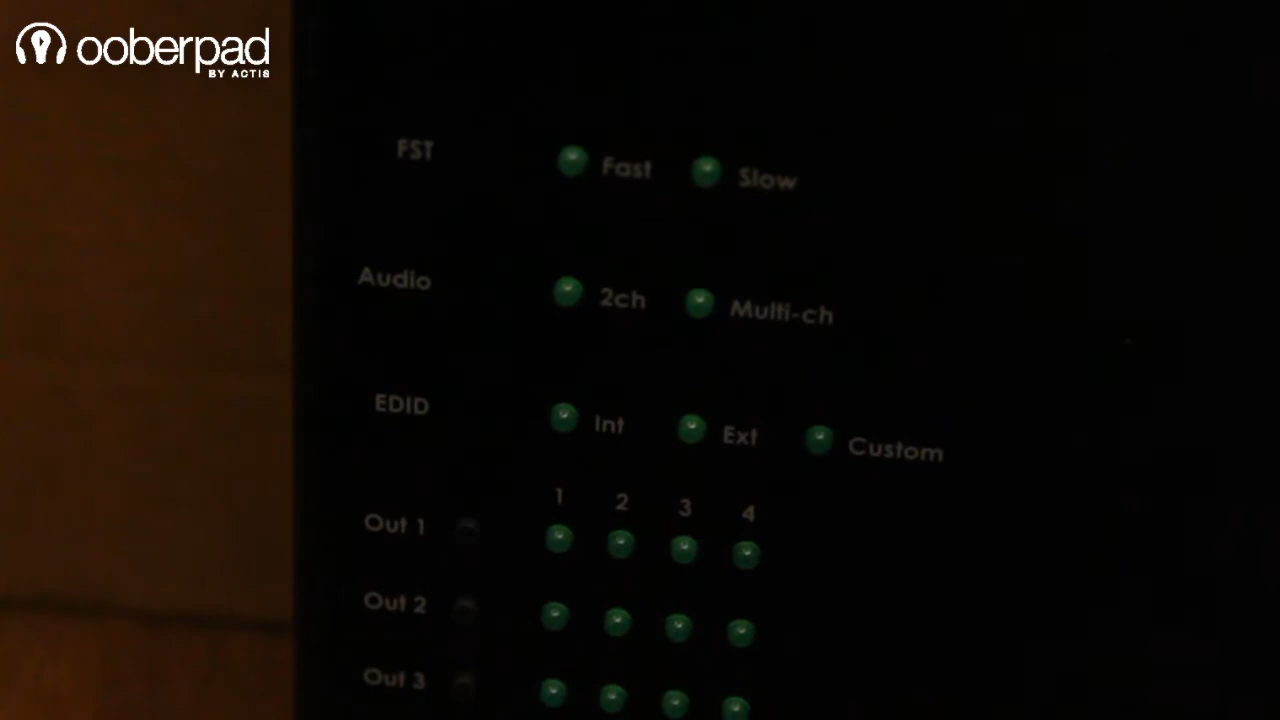 ooberpad
BY ACTIS
FST Fast Slow
Audio 2ch Multi-ch
EDID Int Ext Custom
1 2 3 4
Out 1
Out 2
Out 3